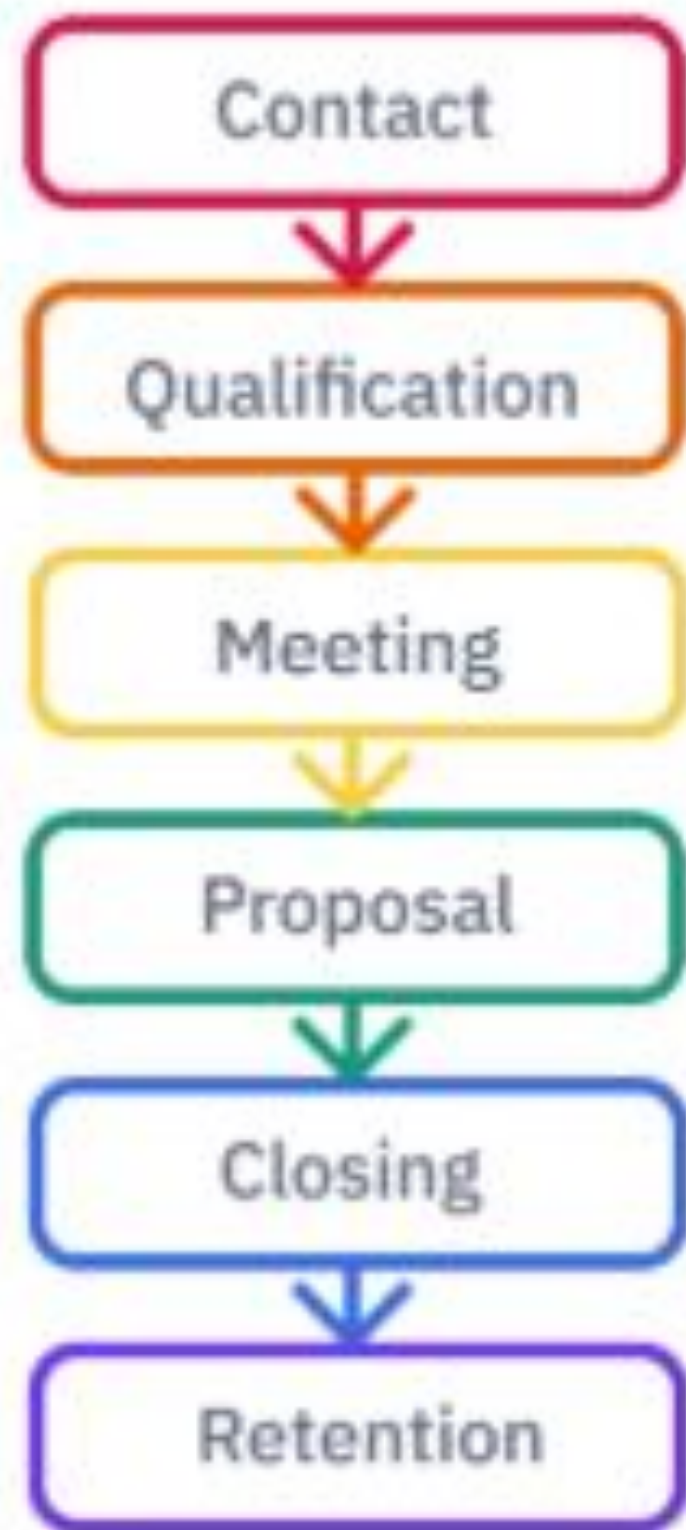 Contact
Qualification
Meeting
Proposal
Closing
Retention